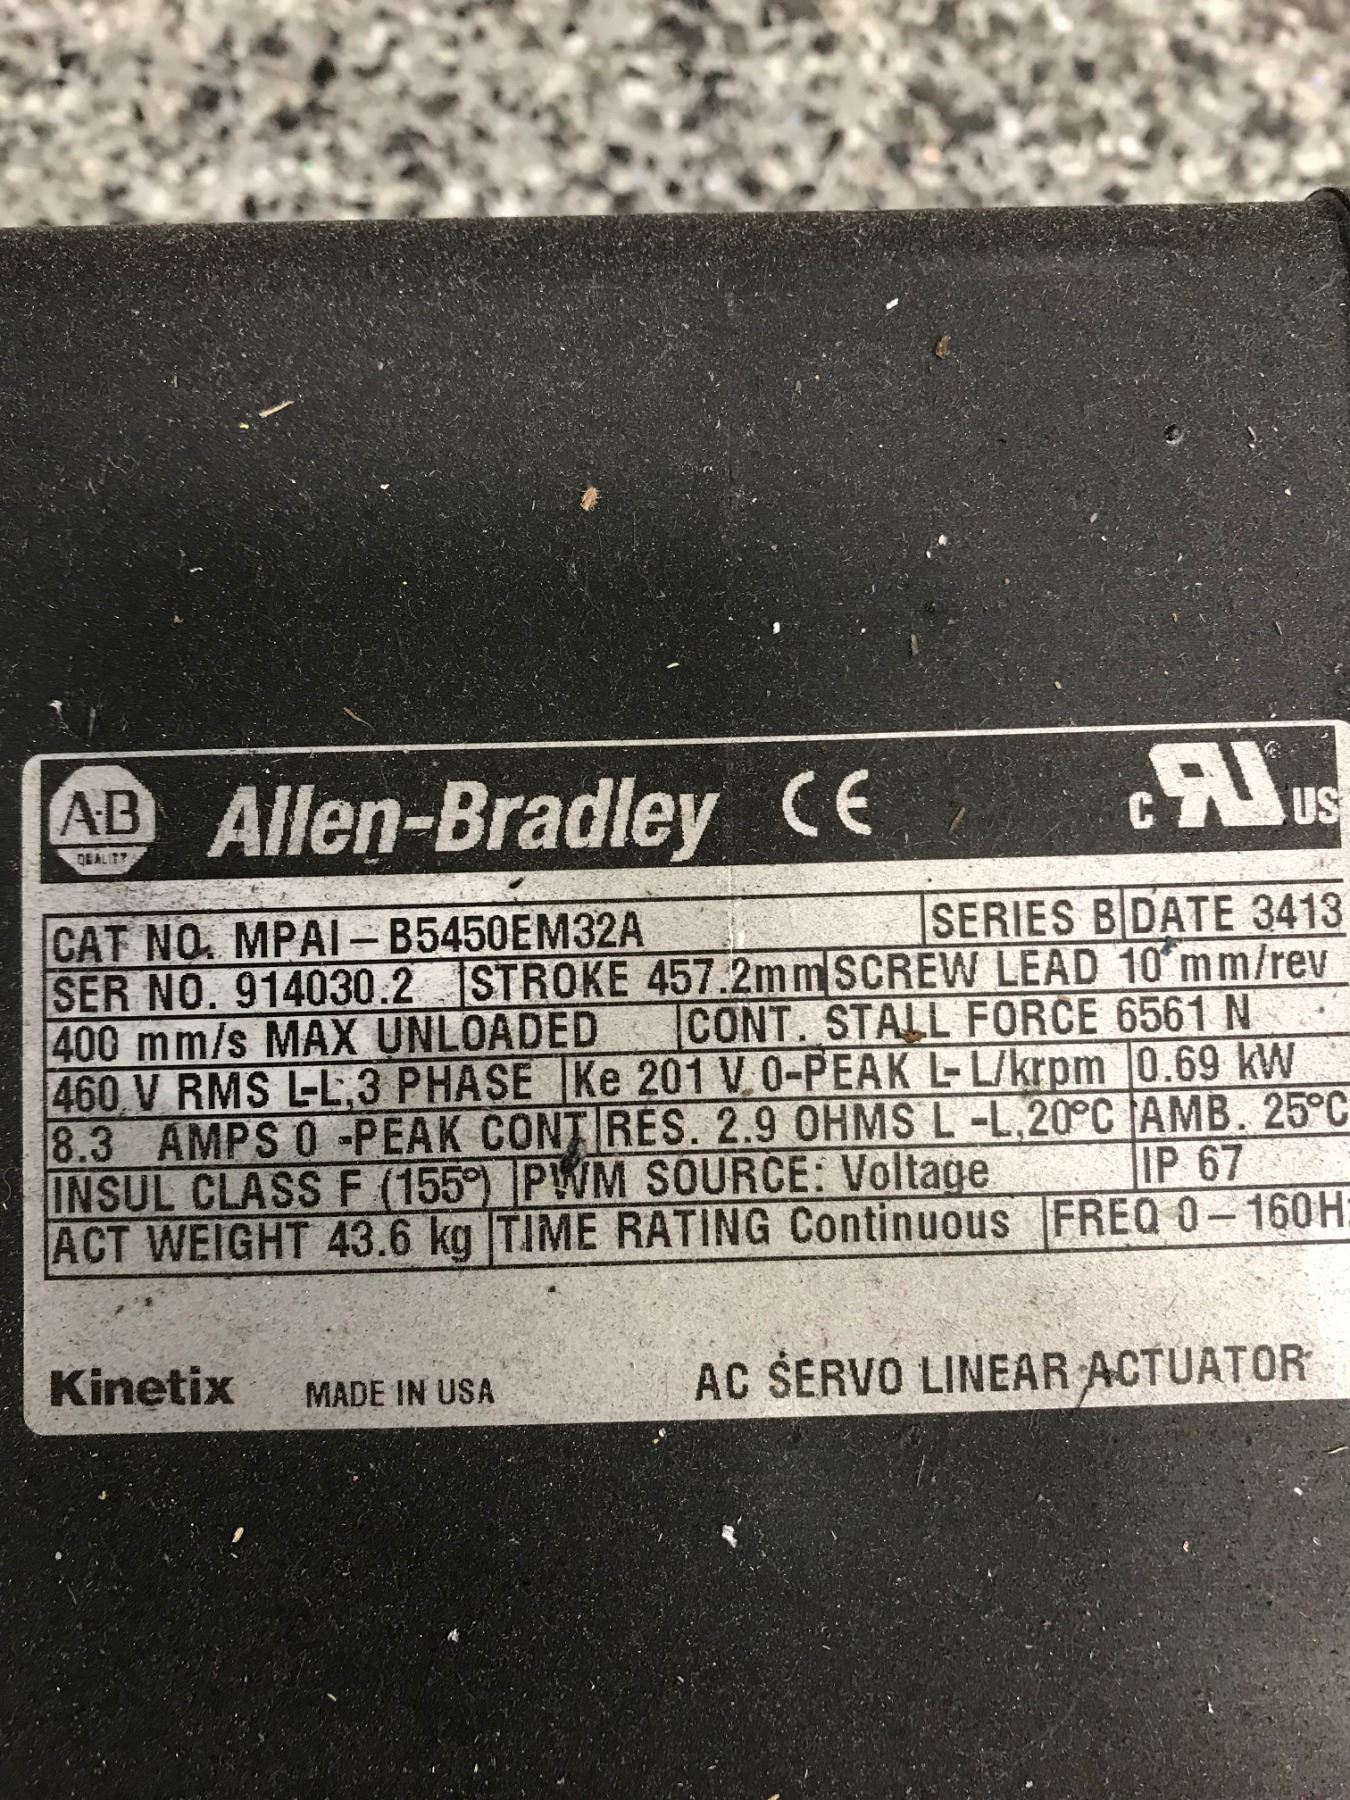 A-B QUALITY Allen-Bradley CE c RU ® US
CAT NO. MPAI-B5450EM32A SERIES B DATE 3413
SER NO. 914030.2 STROKE 457.2mm SCREW LEAD 10 mm/rev
400 mm/s MAX UNLOADED CONT. STALL FORCE 6561 N
460 V RMS L-L,3 PHASE Ke 201 V 0-PEAK L-L/krpm 0.69 kW
8.3 AMPS 0 -PEAK CONT RES. 2.9 OHMS L -L,20°C AMB. 25°C
INSUL CLASS F (155°) PWM SOURCE: Voltage IP 67
ACT WEIGHT 43.6 kg TIME RATING Continuous FREQ 0-160H
Kinetix MADE IN USA AC SERVO LINEAR ACTUATOR